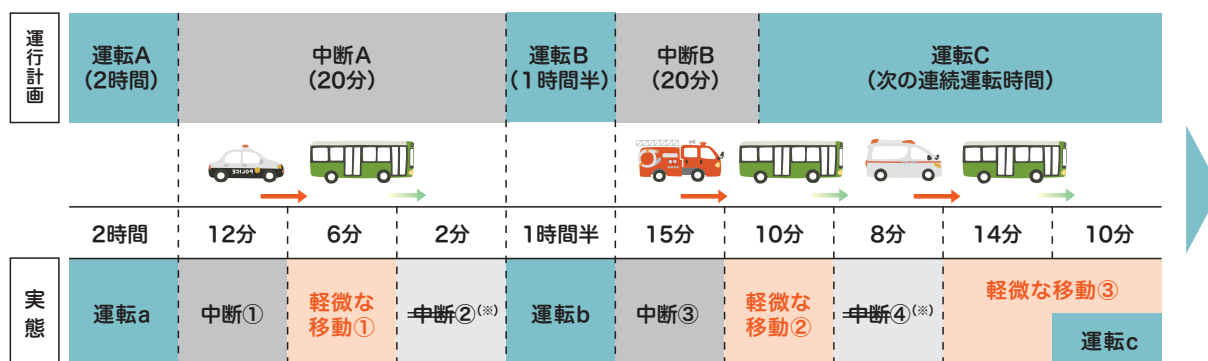 運行計画
運転A
(2時間)
中断A
(20分)
運転B
(1時間半)
中断B
(20分)
運転C
(次の連続運転時間)
POLICE
2時間
12分
6分
2分
1時間半
15分
10分
8分
14分
10分
実態
運転a
中断①
軽微な
移動①
中断②(※)
運転b
中断③
軽微な
移動②
中断④(※)
軽微な移動③
運転c